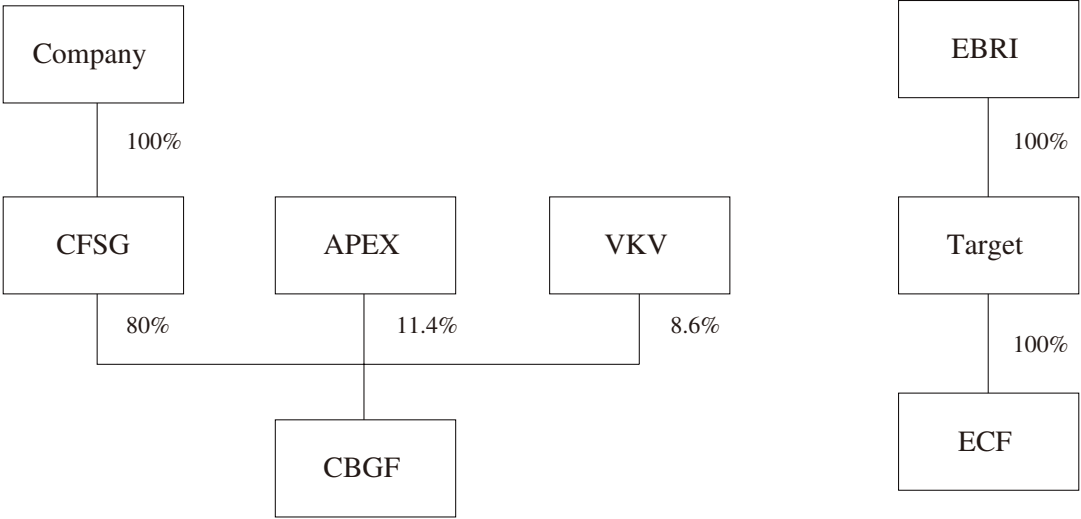 Company
EBRI
100%
100%
CFSG
APEX
VKV
Target
80%
11.4%
8.6%
100%
CBGF
ECF